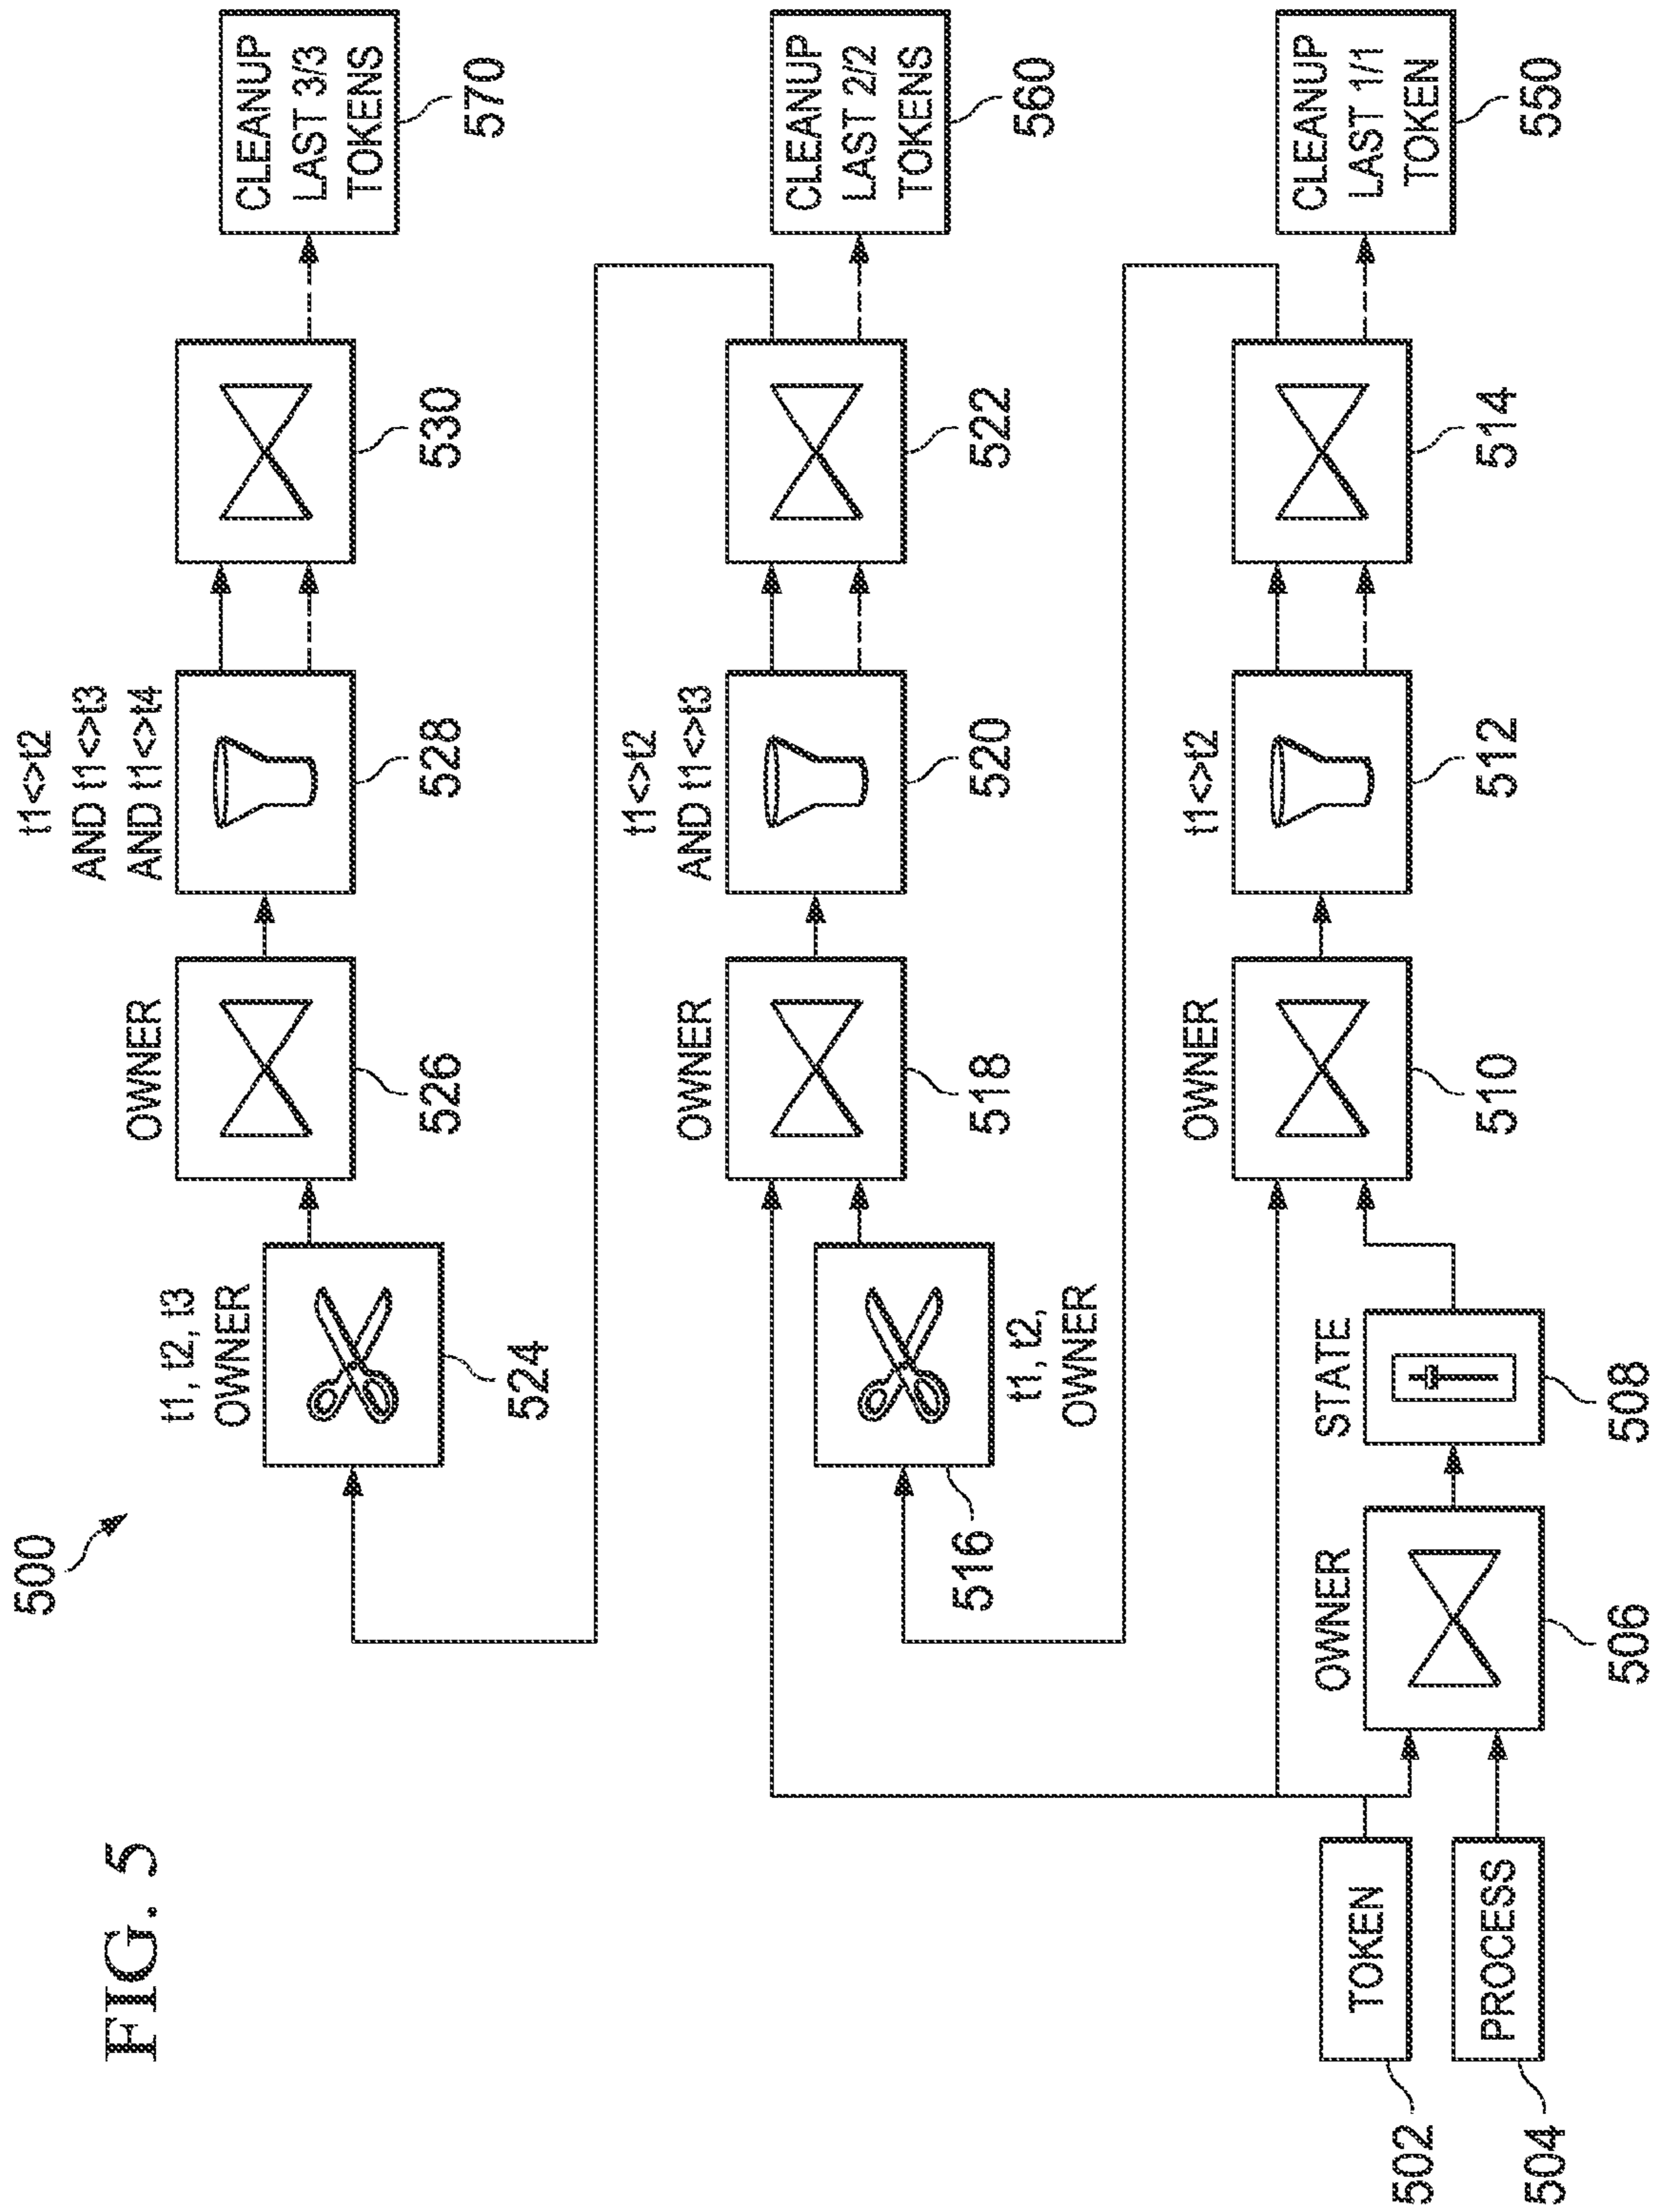 FIG. 5
500
t1<>t2
AND t1<>t3
AND t1<>t4
t1, t2, t3
OWNER
OWNER
CLEANUP
LAST 3/3
TOKENS
524
526
528
530
570
t1<>t2
AND t1<>t3
OWNER
CLEANUP
LAST 2/2
TOKENS
516
t1, t2,
OWNER
518
520
522
560
OWNER
t1<>t2
CLEANUP
LAST 1/1
TOKEN
510
512
514
550
OWNER
STATE
TOKEN
PROCESS
502
504
506
508